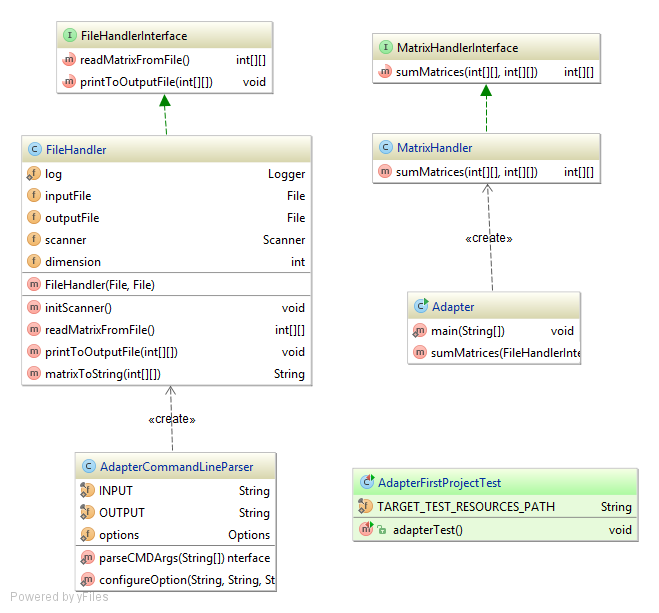 FileHandlerInterface
readMatrixFromFile() int[][]
printToOutputFile(int[][]) void
MatrixHandlerInterface
sumMatrices(int[][], int[][]) int[][]
FileHandler
log Logger
inputFile File
outputFile File
scanner Scanner
dimension int
FileHandler(File, File)
initScanner() void
readMatrixFromFile() int[][]
printToOutputFile(int[][]) void
matrixToString(int[][]) String
MatrixHandler
sumMatrices(int[][], int[][]) int[][]
«create»
Adapter
main(String[]) void
sumMatrices(FileHandlerInte
«create»
AdapterCommandLineParser
INPUT String
OUTPUT String
options Options
parseCMDArgs(String[]) nterface
configureOption(String, String, St
AdapterFirstProjectTest
TARGET_TEST_RESOURCES_PATH String
adapterTest() void
Powered by yFiles